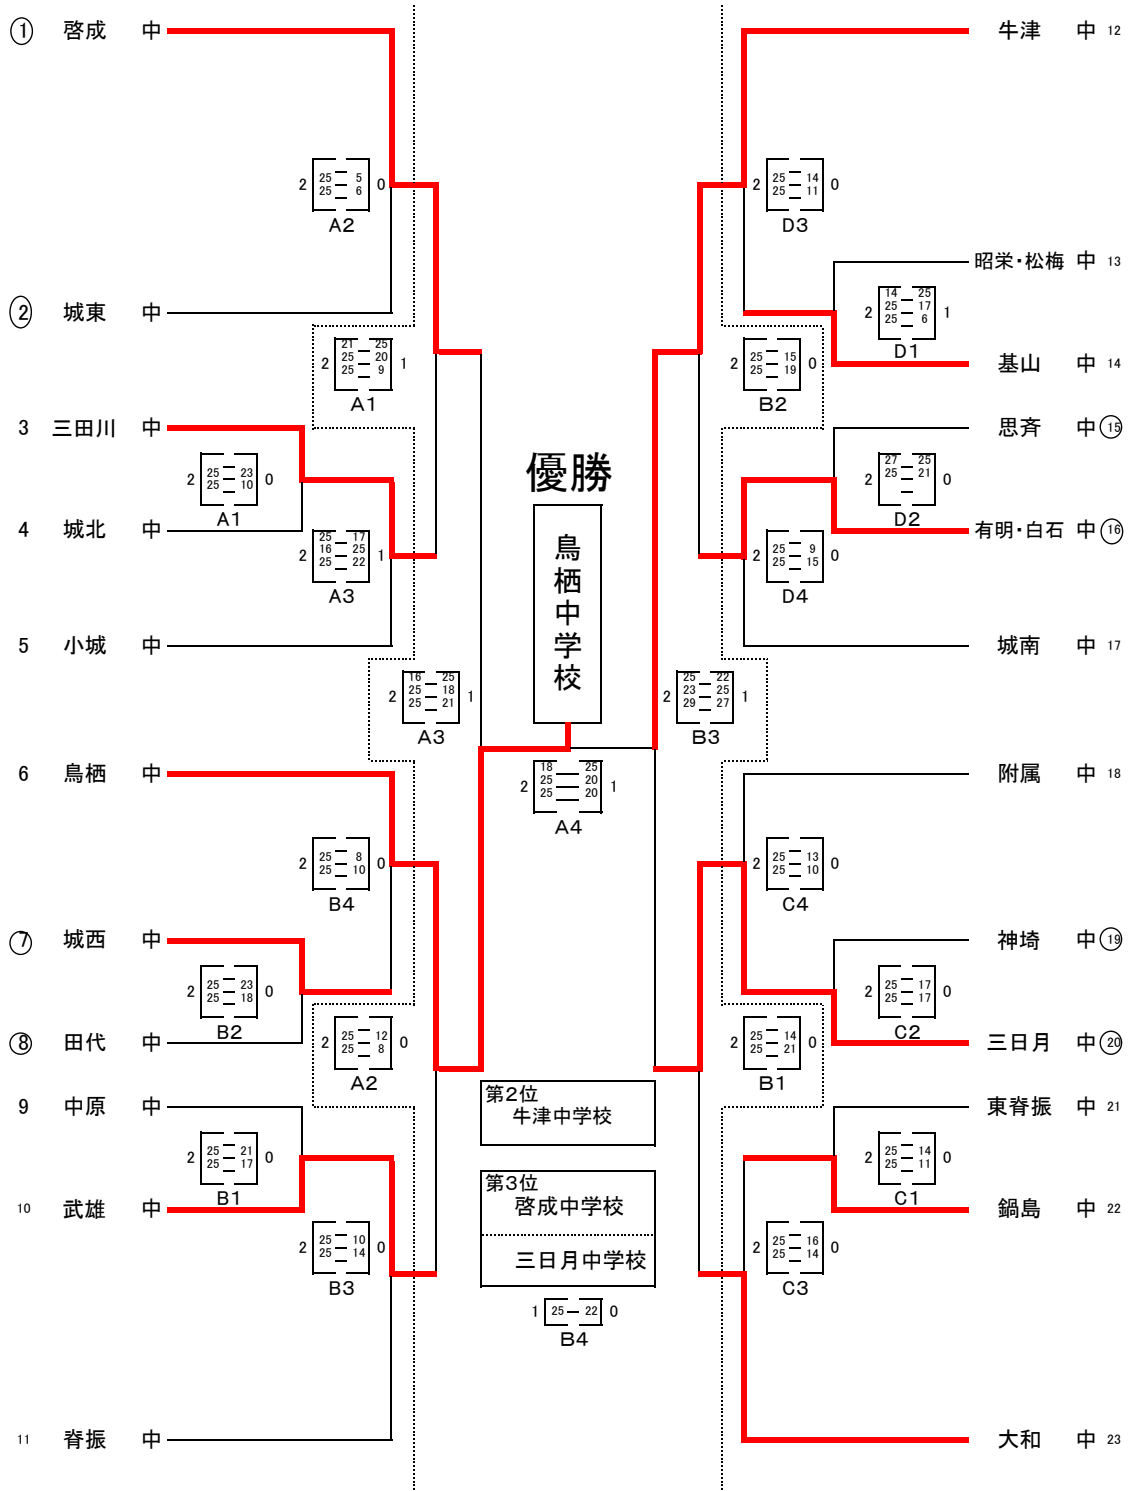 1 啓成 中
牛津 中 12
2 25 5 0
25 6
A2
2 25 14 0
25 11
D3
昭栄・松梅 中 13
2 城東 中
2 14 25 1
25 17
25 6
D1
2 21 25 1
25 20
25 9
A1
2 25 15 0
25 19
B2
基山 中 14
3 三田川 中
思斉 中 15
優勝
鳥栖中学校
2 25 23 0
25 10
A1
2 27 25 0
25 21
D2
4 城北 中
有明・白石 中 16
2 25 17 1
16 25
25 22
A3
2 25 9 0
25 15
D4
5 小城 中
城南 中 17
2 16 25 1
25 18
25 21
A3
2 25 22 1
23 25
29 27
B3
6 鳥栖 中
附属 中 18
2 18 25 1
25 20
25 20
A4
2 25 8 0
25 10
B4
2 25 13 0
25 10
C4
7 城西 中
神埼 中 19
2 25 23 0
25 18
B2
2 25 17 0
25 17
C2
8 田代 中
三日月 中 20
2 25 12 0
25 8
A2
2 25 14 0
25 21
B1
第2位
牛津中学校
9 中原 中
東脊振 中 21
2 25 21 0
25 17
B1
2 25 14 0
25 11
C1
第3位
啓成中学校
三日月中学校
10 武雄 中
鍋島 中 22
2 25 10 0
25 14
B3
2 25 16 0
25 14
C3
1 25 22 0
B4
11 脊振 中
大和 中 23